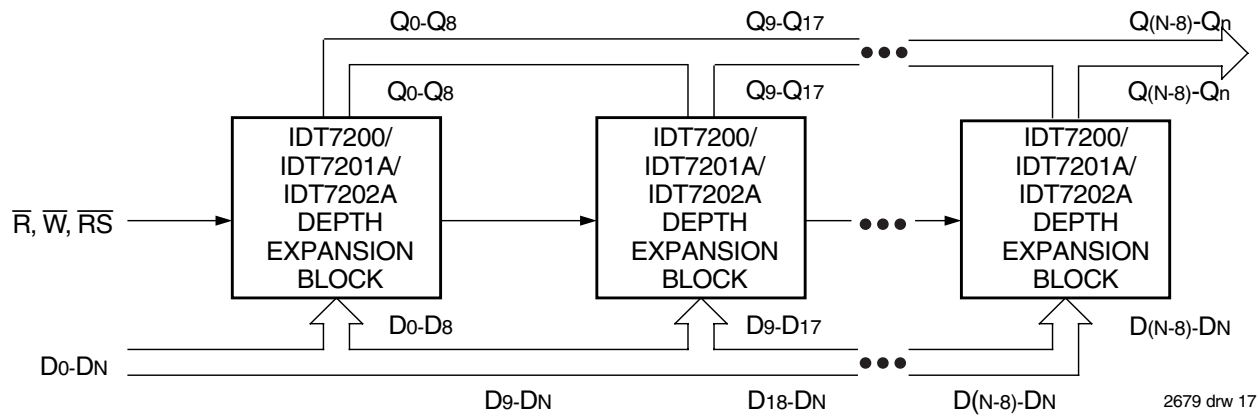 Q0-Q8 Q9-Q17 Q(N-8)-Qn
Q0-Q8 Q9-Q17 Q(N-8)-Qn
IDT7200/
IDT7201A/
IDT7202A
DEPTH
EXPANSION
BLOCK
IDT7200/
IDT7201A/
IDT7202A
DEPTH
EXPANSION
BLOCK
IDT7200/
IDT7201A/
IDT7202A
DEPTH
EXPANSION
BLOCK
R̅, W̅, R̅S̅
D0-D8 D9-D17 D(N-8)-DN
D0-DN
D9-DN D18-DN D(N-8)-DN
2679 drw 17